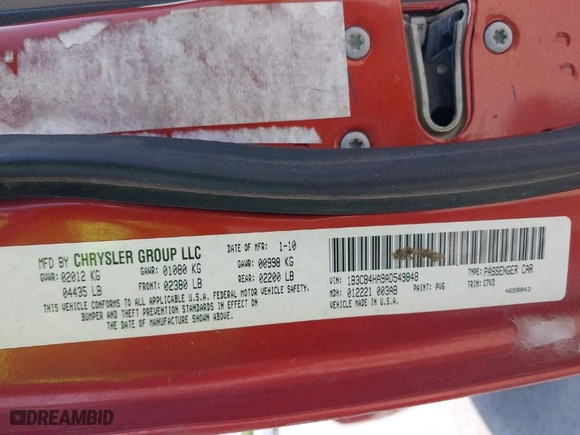 MFD BY CHRYSLER GROUP LLC
DATE OF MFR: 1-10
GVWR: 02012 KG
GAWR: 01080 KG
GAWR: 00998 KG
04435 LB
FRONT: 02380 LB
REAR: 02200 LB
THIS VEHICLE CONFORMS TO ALL APPLICABLE U.S.A. FEDERAL MOTOR VEHICLE SAFETY,
BUMPER AND THEFT PREVENTION STANDARDS IN EFFECT ON
THE DATE OF MANUFACTURE SHOWN ABOVE.
VIN: 1B3CB4HA9AD549848
TYPE: PASSENGER CAR
MDH: 012221 003AB
PAINT: PV6
TRIM: C7V3
VEHICLE MADE IN U.S.A.
4658843
DREAMBID